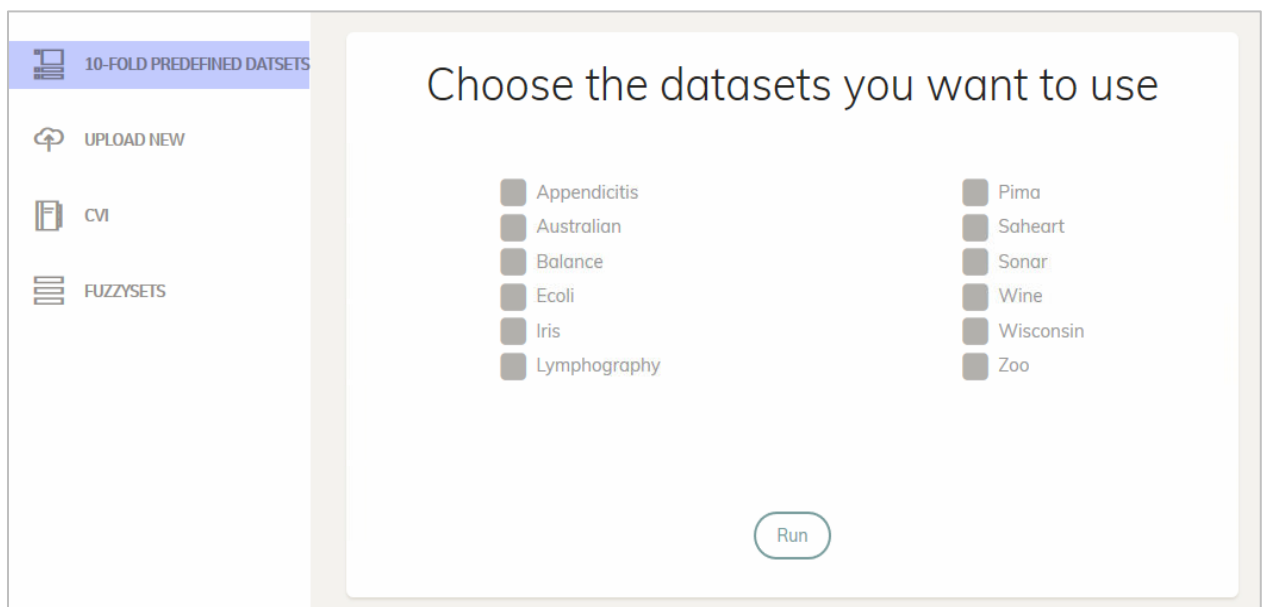 10-FOLD PREDEFINED DATSETS
UPLOAD NEW
CVI
FUZZYSETS
Choose the datasets you want to use
Appendicitis
Australian
Balance
Ecoli
Iris
Lymphography
Pima
Saheart
Sonar
Wine
Wisconsin
Zoo
Run